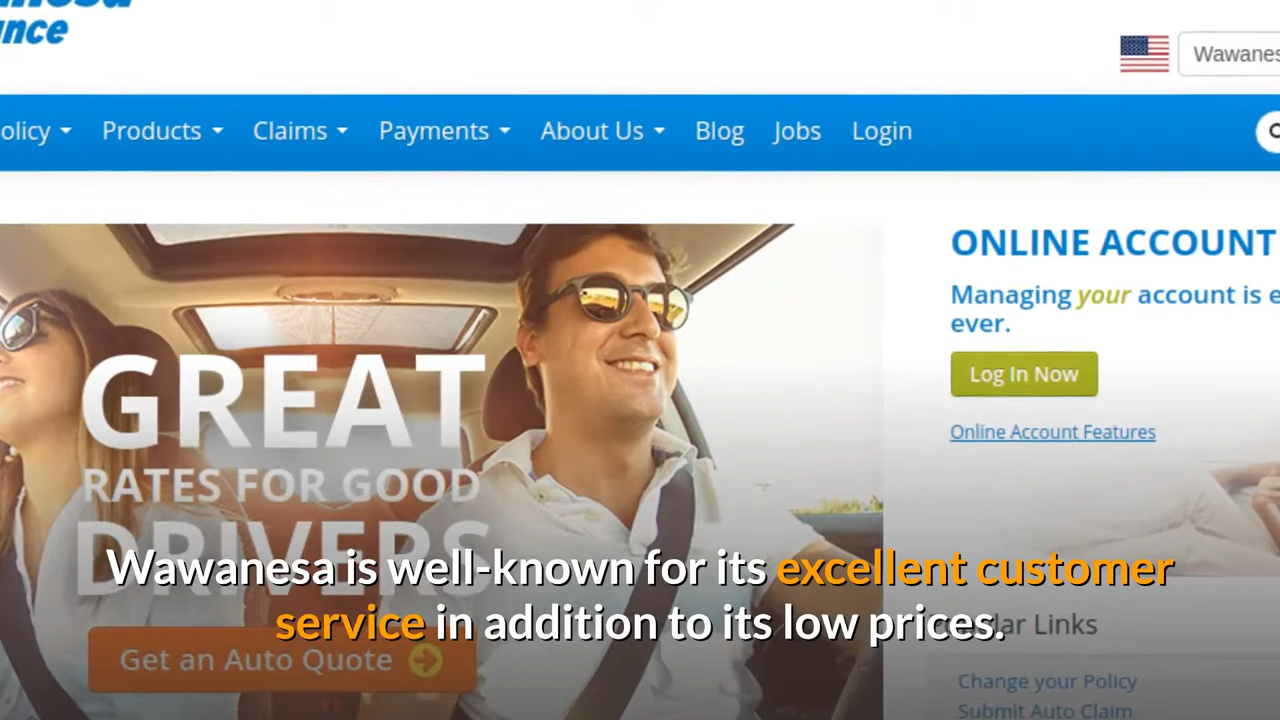 ance
Wawanes
olicy Products Claims Payments About Us Blog Jobs Login
GREAT
RATES FOR GOOD
DRIVERS
Get an Auto Quote
ONLINE ACCOUNT
Managing your account is e
ever.
Log In Now
Online Account Features
Wawanesa is well-known for its excellent customer
service in addition to its low prices.
lar Links
Change your Policy
Submit Auto Claim